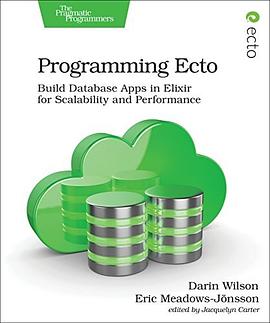 The
Pragmatic
Programmers
ecto
Programming Ecto
Build Database Apps in Elixir
for Scalability and Performance
Darin Wilson
Eric Meadows-Jönsson
edited by Jacquelyn Carter